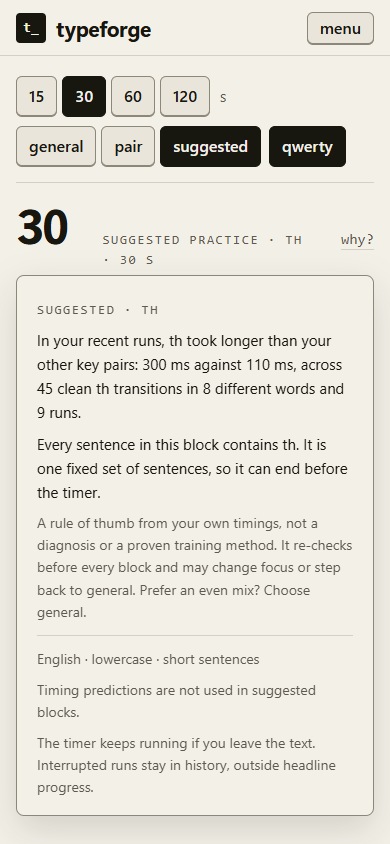 t_ typeforge menu
15 30 60 120 s
general pair suggested qwerty
30 SUGGESTED PRACTICE · TH why?
· 30 S
SUGGESTED · TH
In your recent runs, th took longer than your
other key pairs: 300 ms against 110 ms, across
45 clean th transitions in 8 different words and
9 runs.
Every sentence in this block contains th. It is
one fixed set of sentences, so it can end before
the timer.
A rule of thumb from your own timings, not a
diagnosis or a proven training method. It re-checks
before every block and may change focus or step
back to general. Prefer an even mix? Choose
general.
English · lowercase · short sentences
Timing predictions are not used in suggested
blocks.
The timer keeps running if you leave the text.
Interrupted runs stay in history, outside headline
progress.